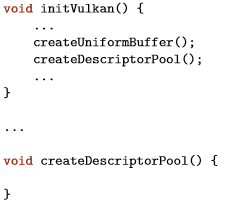 void initVulkan() {
    ...
    createUniformBuffer();
    createDescriptorPool();
    ...
}

...

void createDescriptorPool() {

}